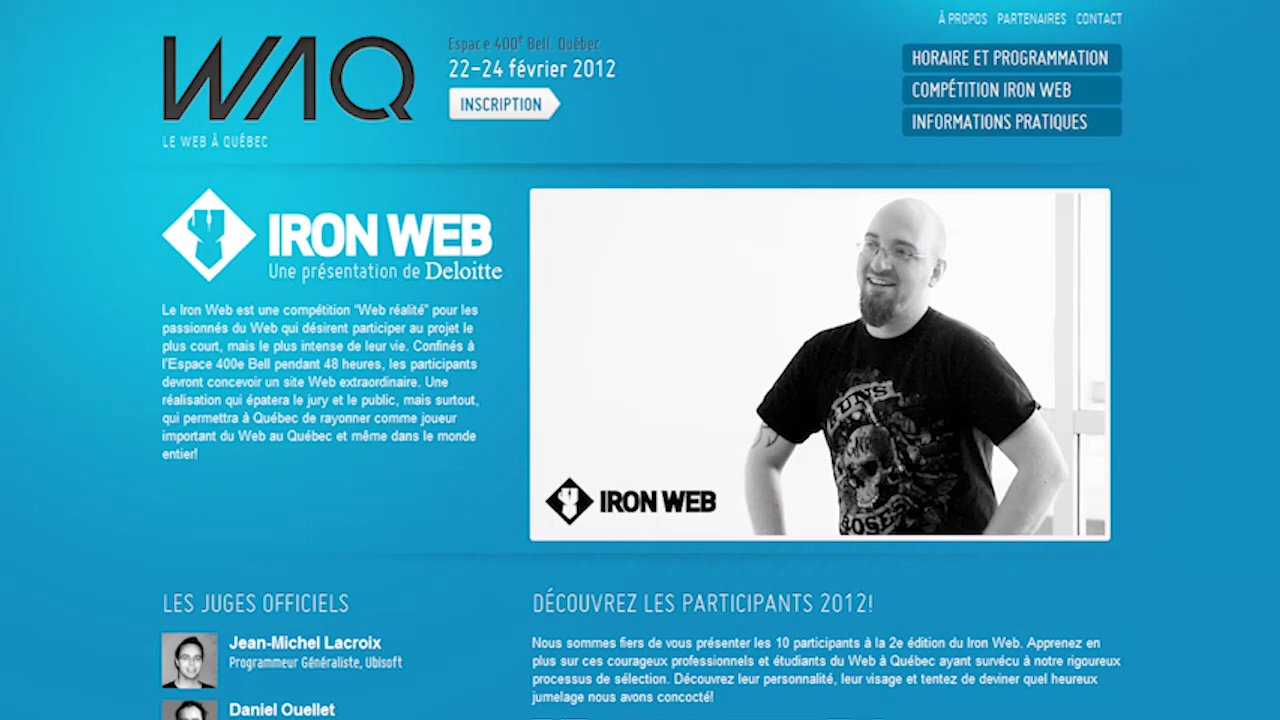 À PROPOS PARTENAIRES CONTACT
WAQ
LE WEB À QUÉBEC
Espace 400e Bell, Québec
22-24 février 2012
INSCRIPTION
HORAIRE ET PROGRAMMATION
COMPÉTITION IRON WEB
INFORMATIONS PRATIQUES
IRON WEB
Une présentation de Deloitte
Le Iron Web est une compétition “Web réalité” pour les
passionnés du Web qui désirent participer au projet le
plus court, mais le plus intense de leur vie. Confinés à
l'Espace 400e Bell pendant 48 heures, les participants
devront concevoir un site Web extraordinaire. Une
réalisation qui épatera le jury et le public, mais surtout,
qui permettra à Québec de rayonner comme joueur
important du Web au Québec et même dans le monde
entier!
GUNS
ROSES
IRON WEB
LES JUGES OFFICIELS
Jean-Michel Lacroix
Programmeur Généraliste, Ubisoft
Daniel Ouellet
DÉCOUVREZ LES PARTICIPANTS 2012!
Nous sommes fiers de vous présenter les 10 participants à la 2e édition du Iron Web. Apprenez en
plus sur ces courageux professionnels et étudiants du Web à Québec ayant survécu à notre rigoureux
processus de sélection. Découvrez leur personnalité, leur visage et tentez de deviner quel heureux
jumelage nous avons concocté!